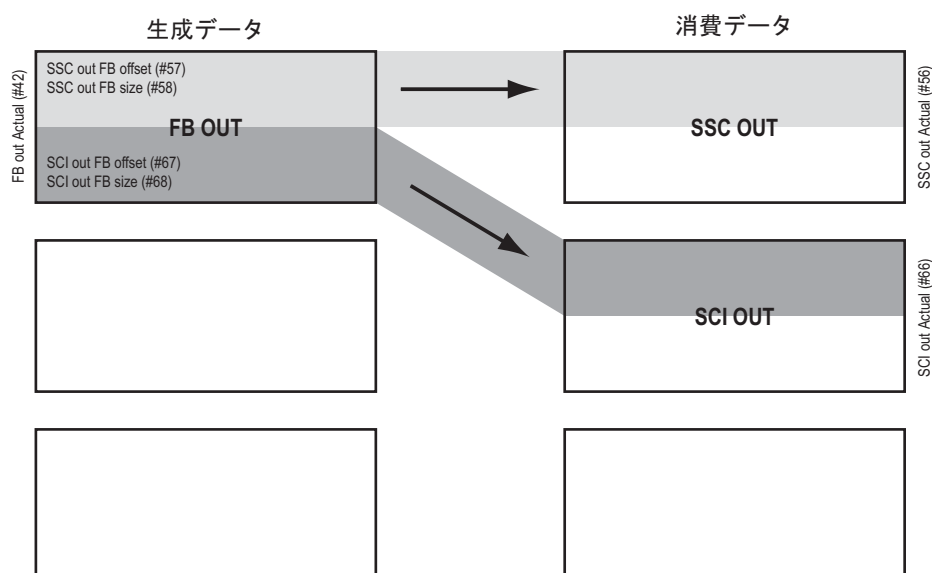 生成データ
消費データ
FB out Actual (#42)
SSC out FB offset (#57)
SSC out FB size (#58)
FB OUT
SCI out FB offset (#67)
SCI out FB size (#68)
SSC OUT
SSC out Actual (#56)
SCI OUT
SCI out Actual (#66)